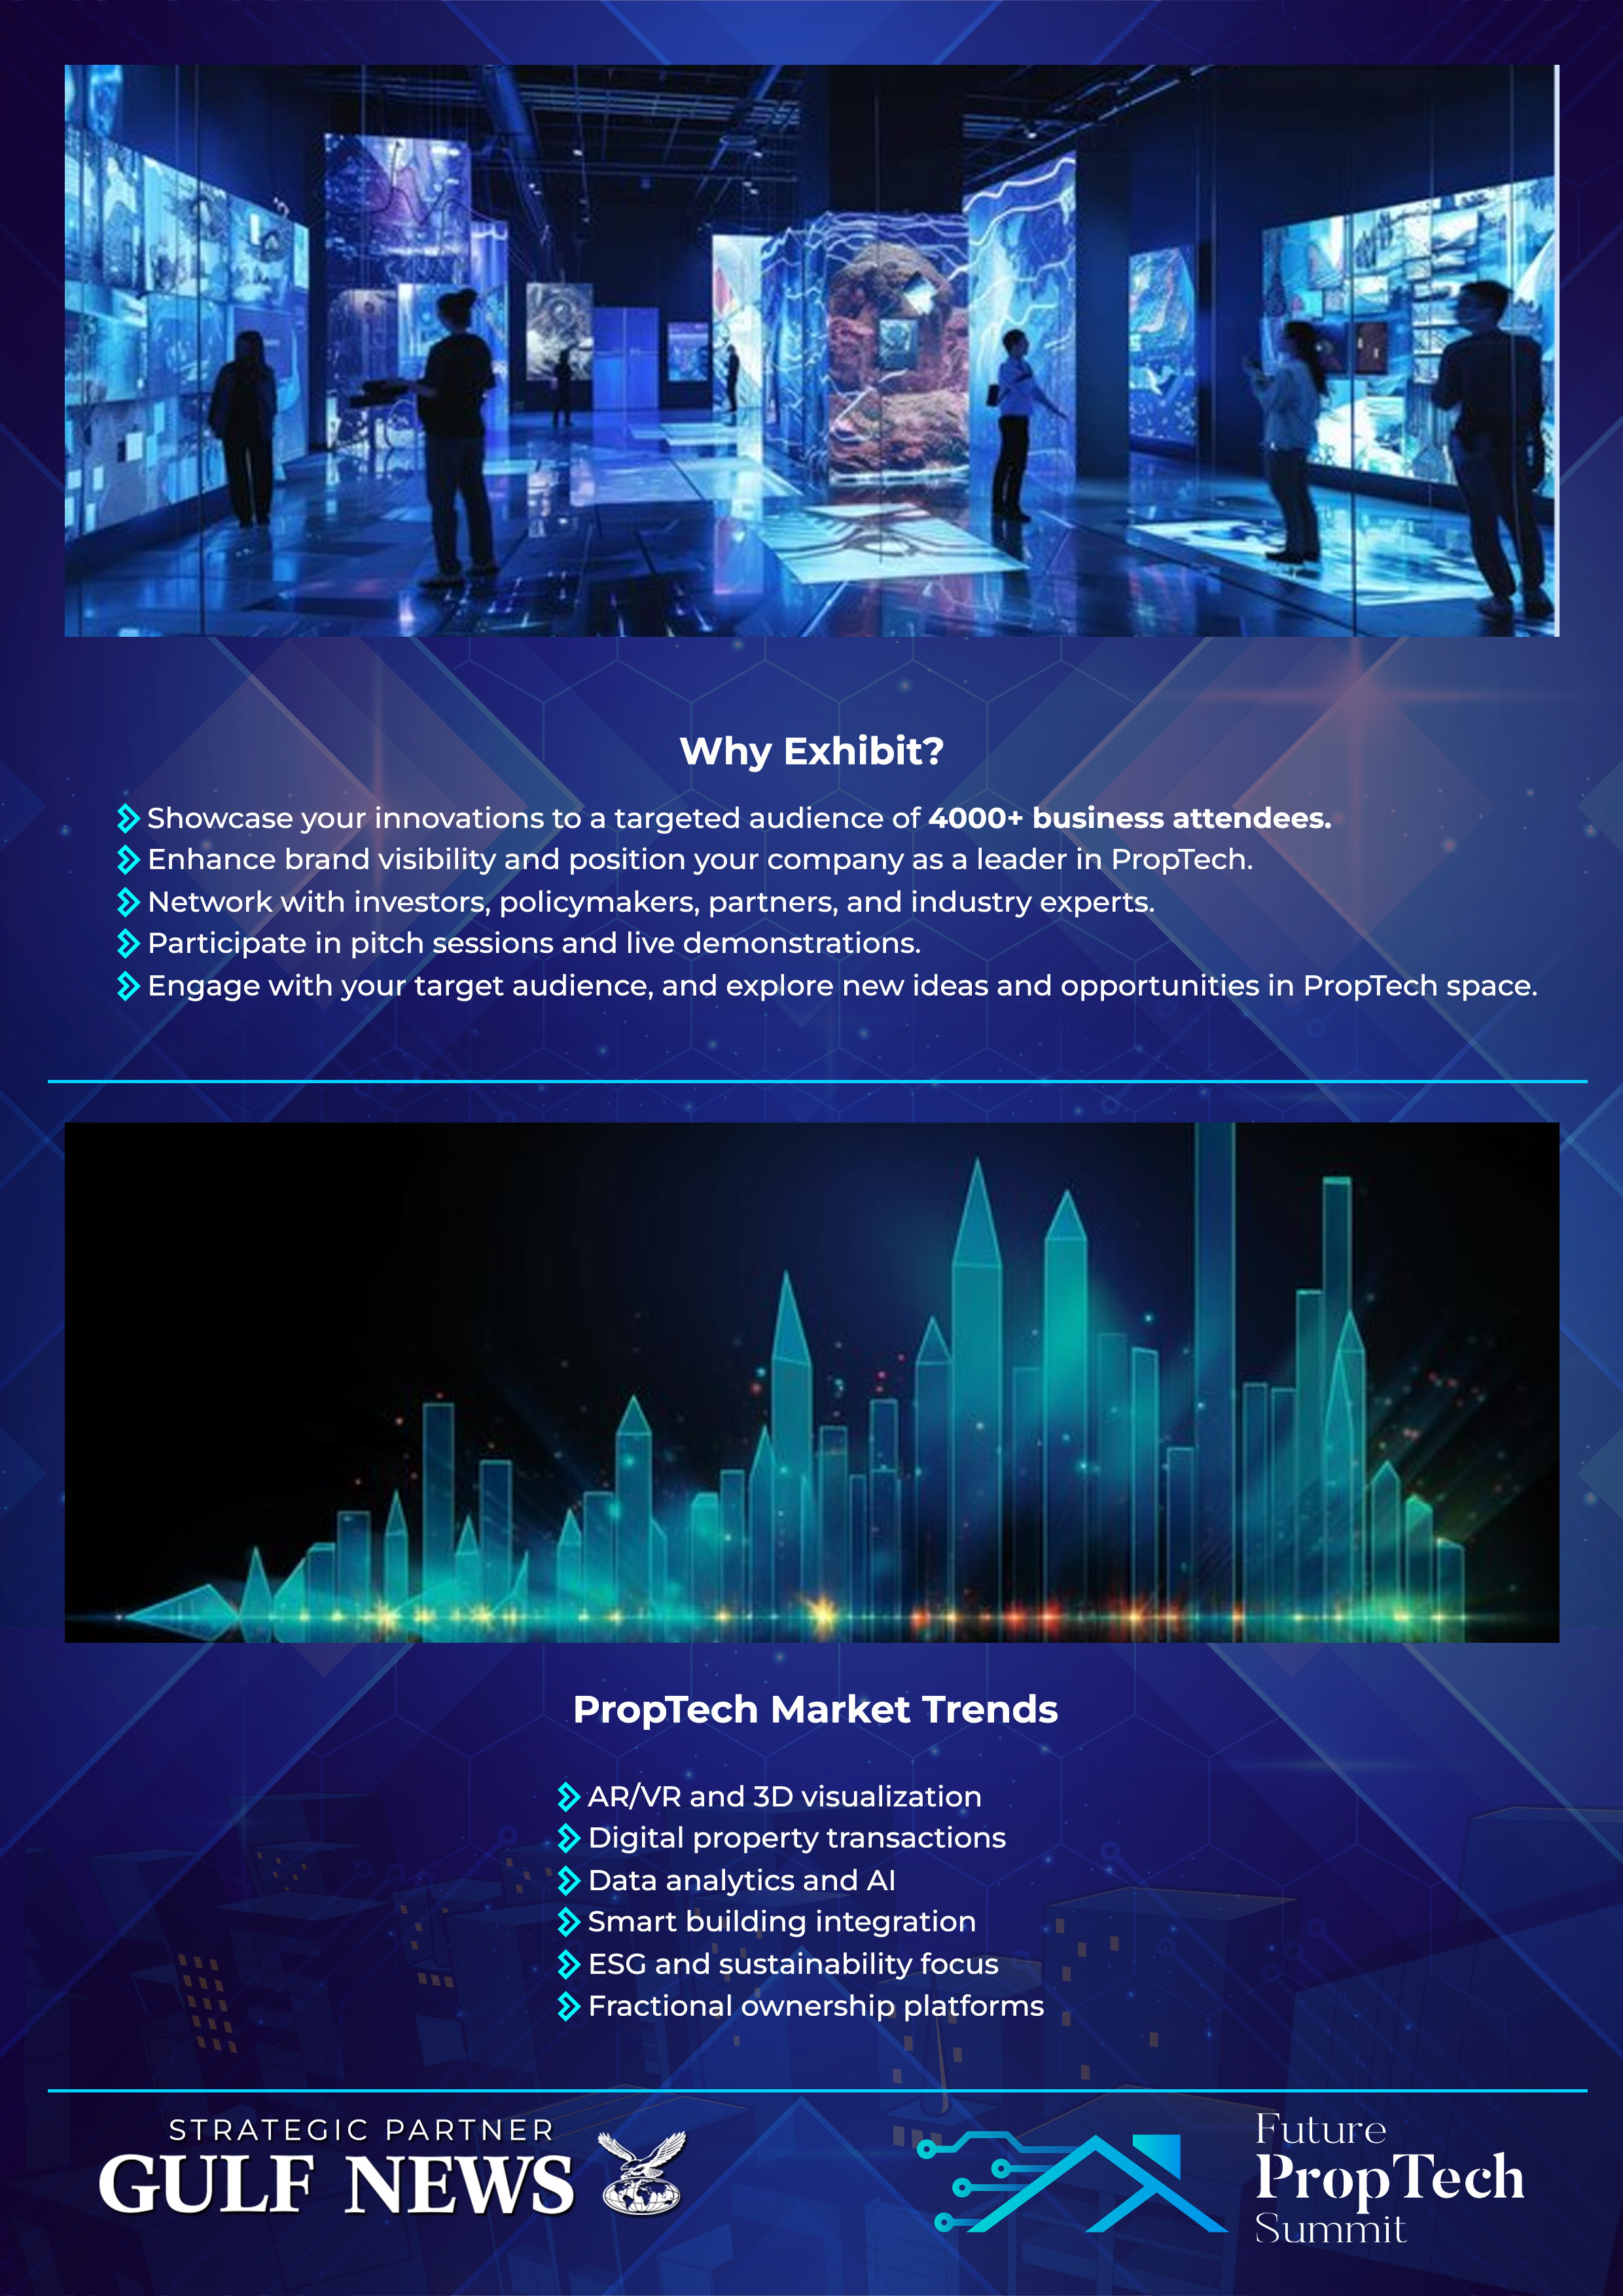 Why Exhibit?
Showcase your innovations to a targeted audience of 4000+ business attendees.
Enhance brand visibility and position your company as a leader in PropTech.
Network with investors, policymakers, partners, and industry experts.
Participate in pitch sessions and live demonstrations.
Engage with your target audience, and explore new ideas and opportunities in PropTech space.
PropTech Market Trends
AR/VR and 3D visualization
Digital property transactions
Data analytics and AI
Smart building integration
ESG and sustainability focus
Fractional ownership platforms
STRATEGIC PARTNER
GULF NEWS
Future
PropTech
Summit